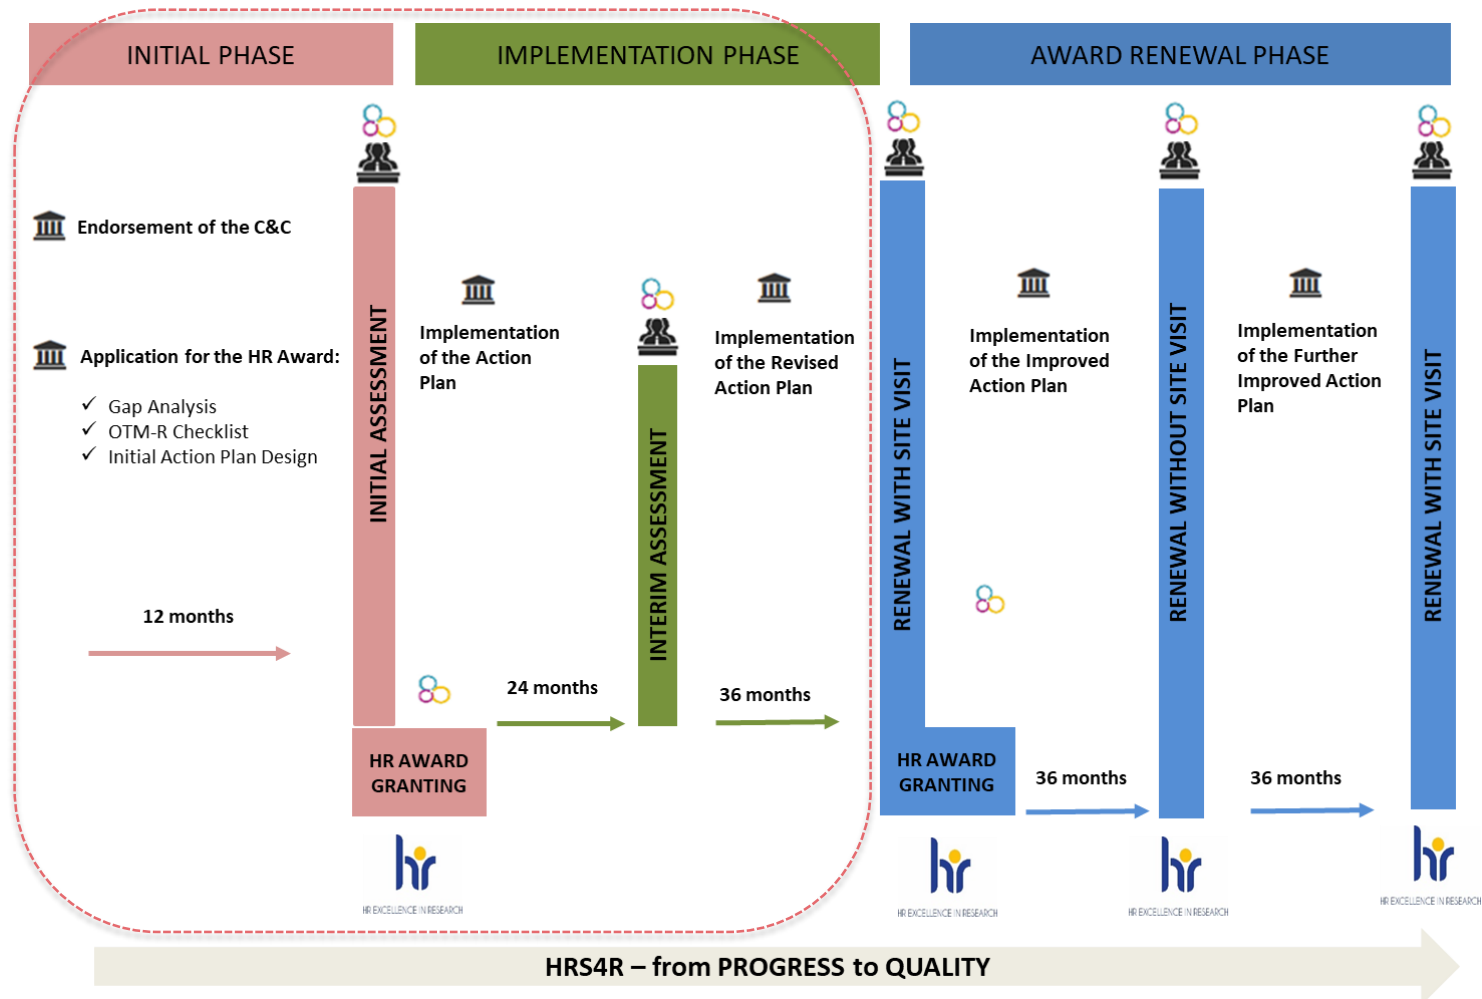 INITIAL PHASE
IMPLEMENTATION PHASE
AWARD RENEWAL PHASE
Endorsement of the C&C
Application for the HR Award:
✓ Gap Analysis
✓ OTM-R Checklist
✓ Initial Action Plan Design
12 months
INITIAL ASSESSMENT
HR AWARD
GRANTING
hr
HR EXCELLENCE IN RESEARCH
Implementation
of the Action
Plan
24 months
INTERIM ASSESSMENT
Implementation
of the Revised
Action Plan
36 months
RENEWAL WITH SITE VISIT
HR AWARD
GRANTING
hr
HR EXCELLENCE IN RESEARCH
Implementation
of the Improved
Action Plan
36 months
RENEWAL WITHOUT SITE VISIT
hr
HR EXCELLENCE IN RESEARCH
Implementation
of the Further
Improved Action
Plan
36 months
RENEWAL WITH SITE VISIT
hr
HR EXCELLENCE IN RESEARCH
HRS4R – from PROGRESS to QUALITY